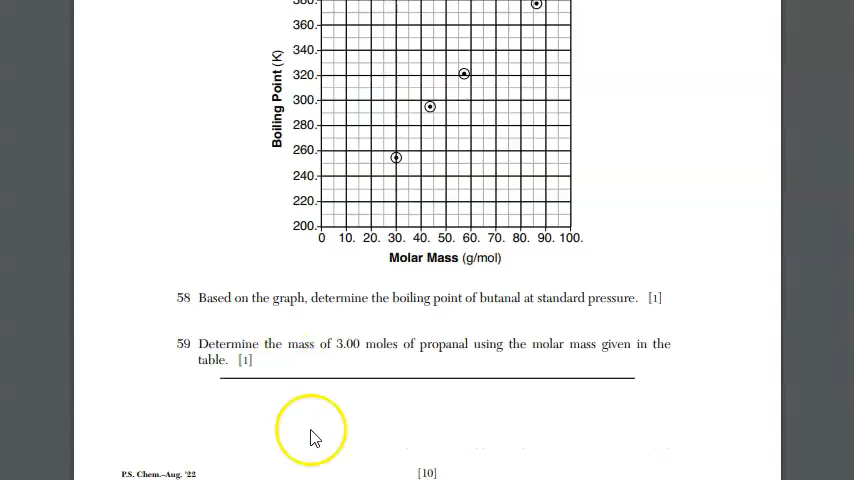 380.
360.
340.
320.
300.
280.
260.
240.
220.
200.
Boiling Point (K)
0 10. 20. 30. 40. 50. 60. 70. 80. 90. 100.
Molar Mass (g/mol)
58 Based on the graph, determine the boiling point of butanal at standard pressure. [1]
59 Determine the mass of 3.00 moles of propanal using the molar mass given in the
table. [1]
P.S. Chem.–Aug. '22
[10]